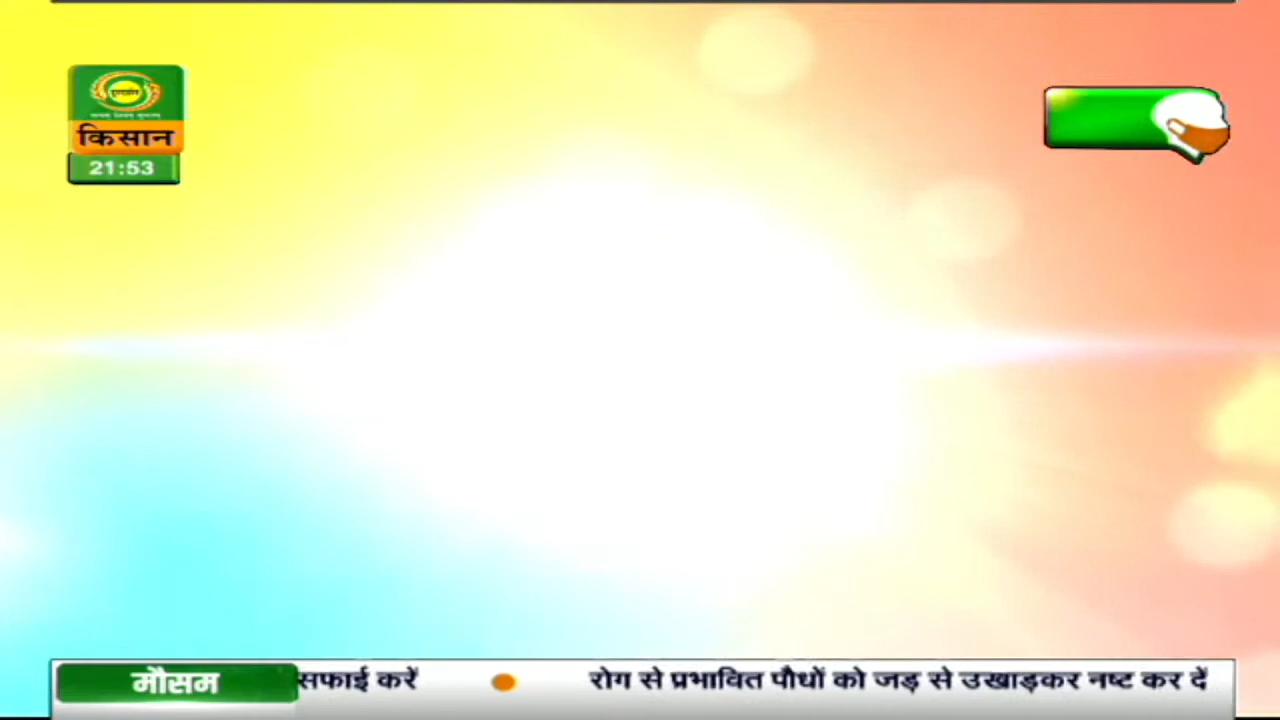 किसान
21:53
मौसम
सफाई करें
रोग से प्रभावित पौधों को जड़ से उखाड़कर नष्ट कर दें